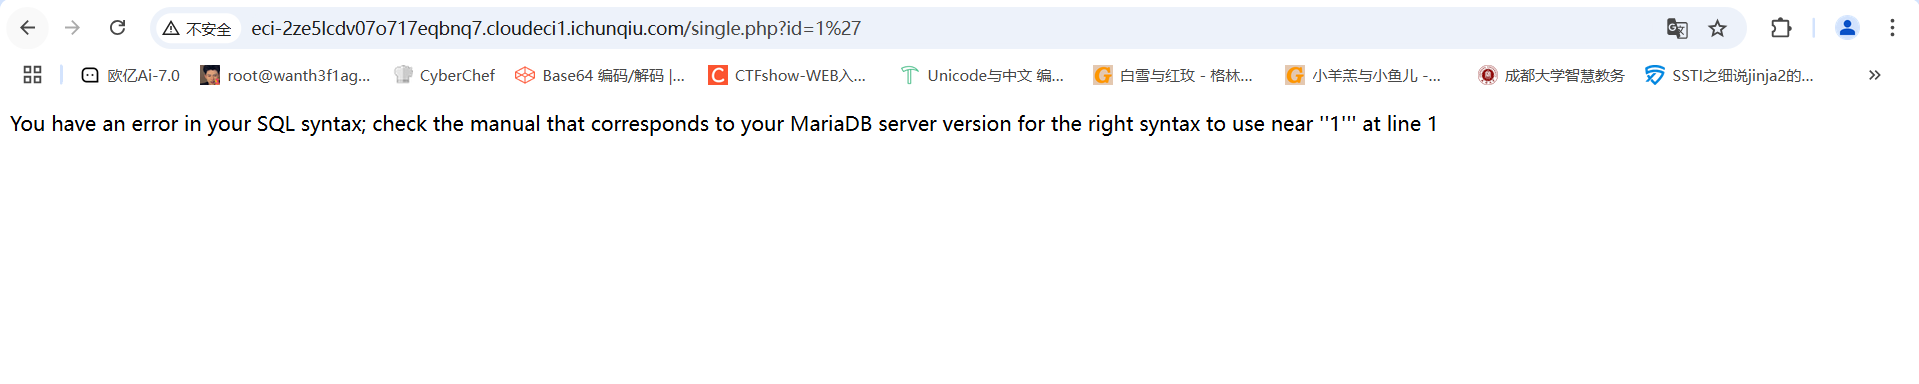 不安全 eci-2ze5lcdv07o717eqbnq7.cloudeci1.ichunqiu.com/single.php?id=1%27
欧亿Ai-7.0 root@wanth3f1ag... CyberChef Base64 编码/解码 |... CTFshow-WEB入... Unicode与中文 编... 白雪与红玫 - 格林... 小羊羔与小鱼儿 -... 成都大学智慧教务 SSTI之细说jinja2的... »
You have an error in your SQL syntax; check the manual that corresponds to your MariaDB server version for the right syntax to use near ''1''' at line 1